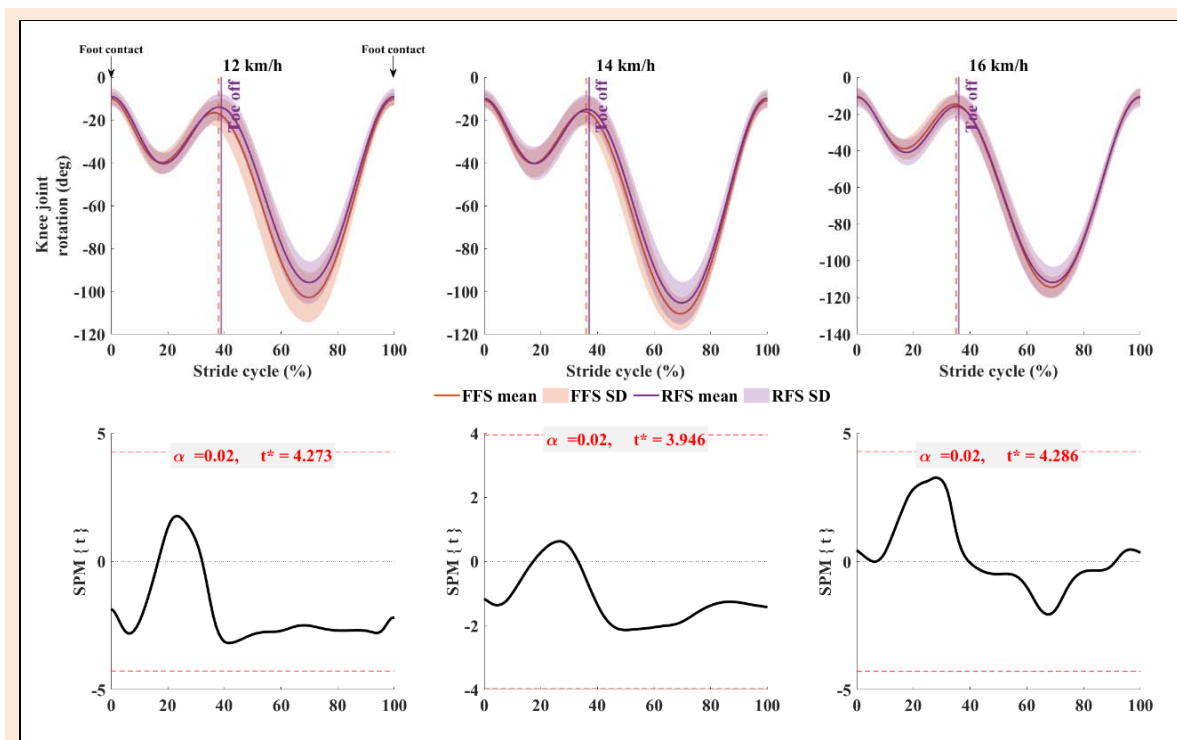 Foot contact
Foot contact
12 km/h
14 km/h
16 km/h
0
-20
-40
-60
-80
-100
-120
Knee joint
rotation (deg)
Toe off
0 20 40 60 80 100
Stride cycle (%)
0
-20
-40
-60
-80
-100
-120
Toe off
0 20 40 60 80 100
Stride cycle (%)
0
-20
-40
-60
-80
-100
-120
-140
Toe off
0 20 40 60 80 100
Stride cycle (%)
FFS mean FFS SD RFS mean RFS SD
5
0
-5
SPM { t }
α =0.02, t* = 4.273
0 20 40 60 80 100
4
2
0
-2
-4
SPM { t }
α =0.02, t* = 3.946
0 20 40 60 80 100
5
0
-5
SPM { t }
α =0.02, t* = 4.286
0 20 40 60 80 100